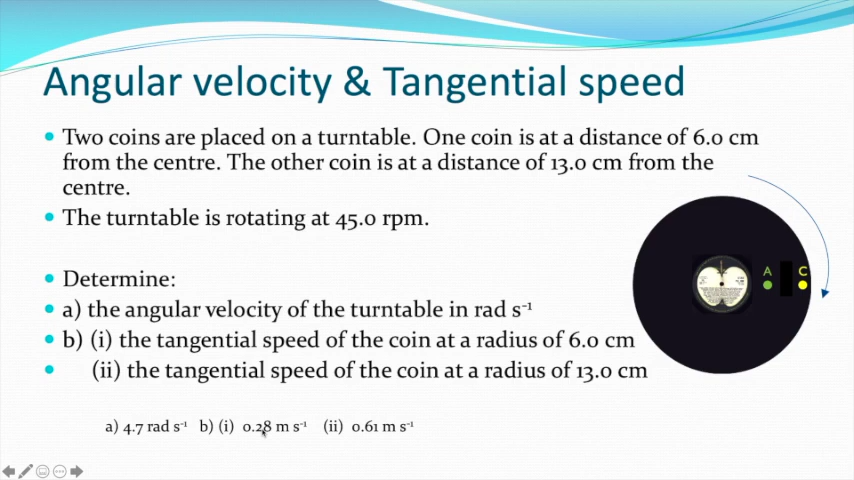 Angular velocity & Tangential speed
Two coins are placed on a turntable. One coin is at a distance of 6.0 cm
from the centre. The other coin is at a distance of 13.0 cm from the
centre.
The turntable is rotating at 45.0 rpm.
Determine:
a) the angular velocity of the turntable in rad s⁻¹
b) (i) the tangential speed of the coin at a radius of 6.0 cm
(ii) the tangential speed of the coin at a radius of 13.0 cm
a) 4.7 rad s⁻¹ b) (i) 0.28 m s⁻¹ (ii) 0.61 m s⁻¹
A C